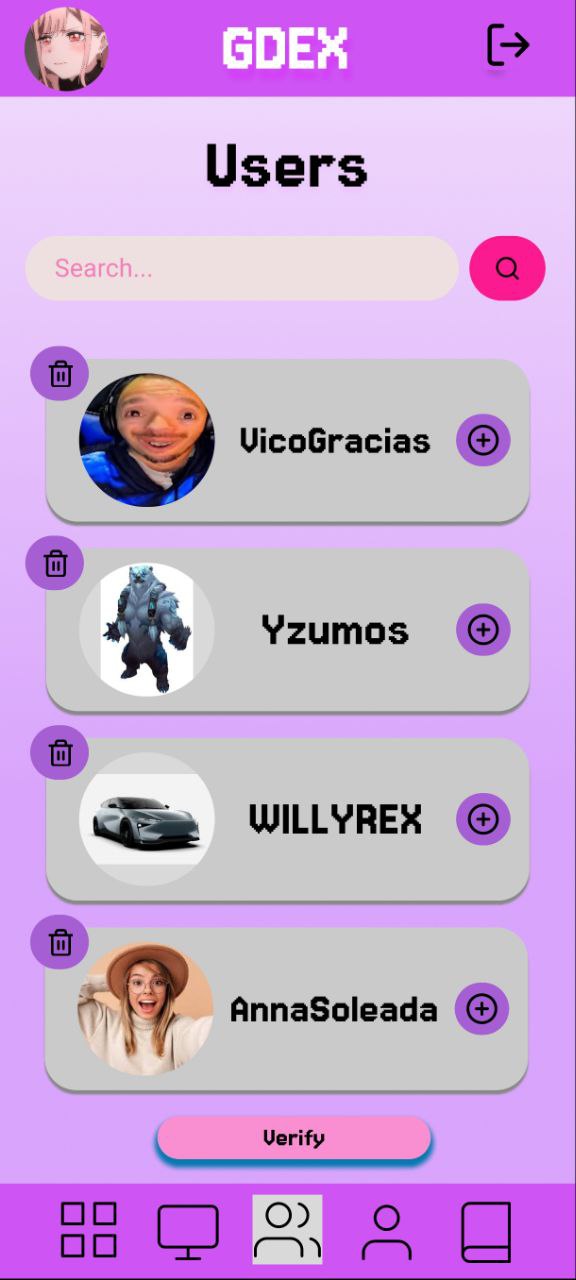 GDEX
Users
Search...
VicoGracias
Yzumos
WILLYREX
AnnaSoleada
Verify